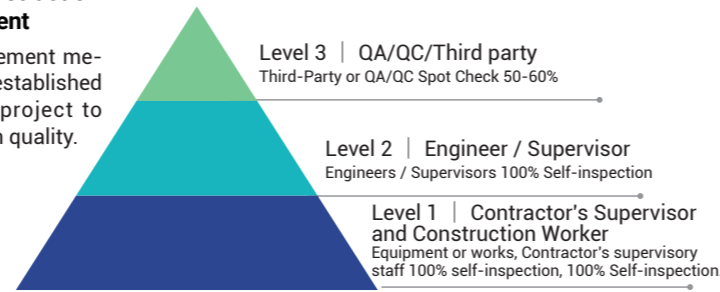 ent
ement me-
established
project to
quality.
Level 3 | QA/QC/Third party
Third-Party or QA/QC Spot Check 50-60%
Level 2 | Engineer / Supervisor
Engineers / Supervisors 100% Self-inspection
Level 1 | Contractor's Supervisor
and Construction Worker
Equipment or works, Contractor's supervisory
staff 100% self-inspection, 100% Self-inspection